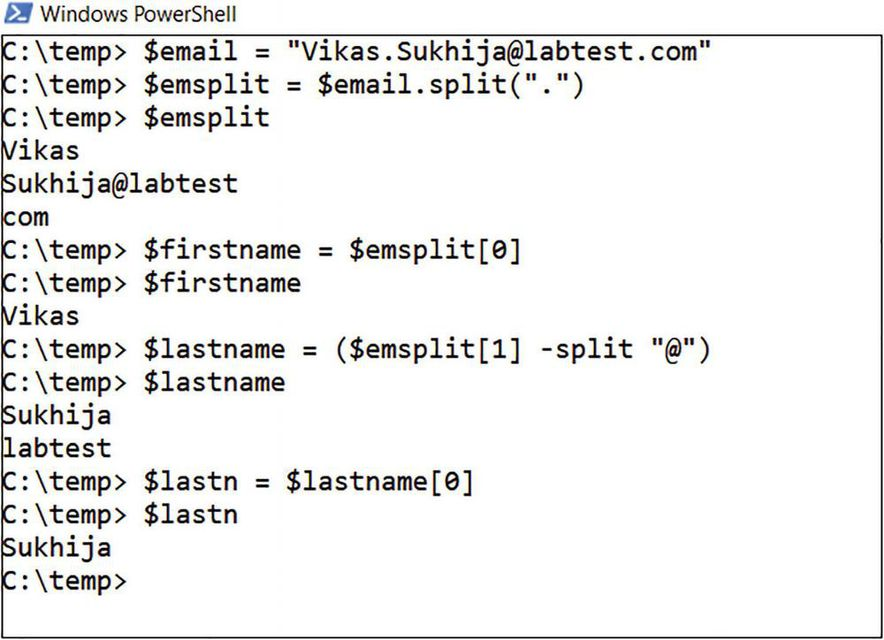 Windows PowerShell
C:\temp> $email = "Vikas.Sukhija@labtest.com"
C:\temp> $emsplit = $email.split(".")
C:\temp> $emsplit
Vikas
Sukhija@labtest
com
C:\temp> $firstname = $emsplit[0]
C:\temp> $firstname
Vikas
C:\temp> $lastname = ($emsplit[1] -split "@")
C:\temp> $lastname
Sukhija
labtest
C:\temp> $lastn = $lastname[0]
C:\temp> $lastn
Sukhija
C:\temp>